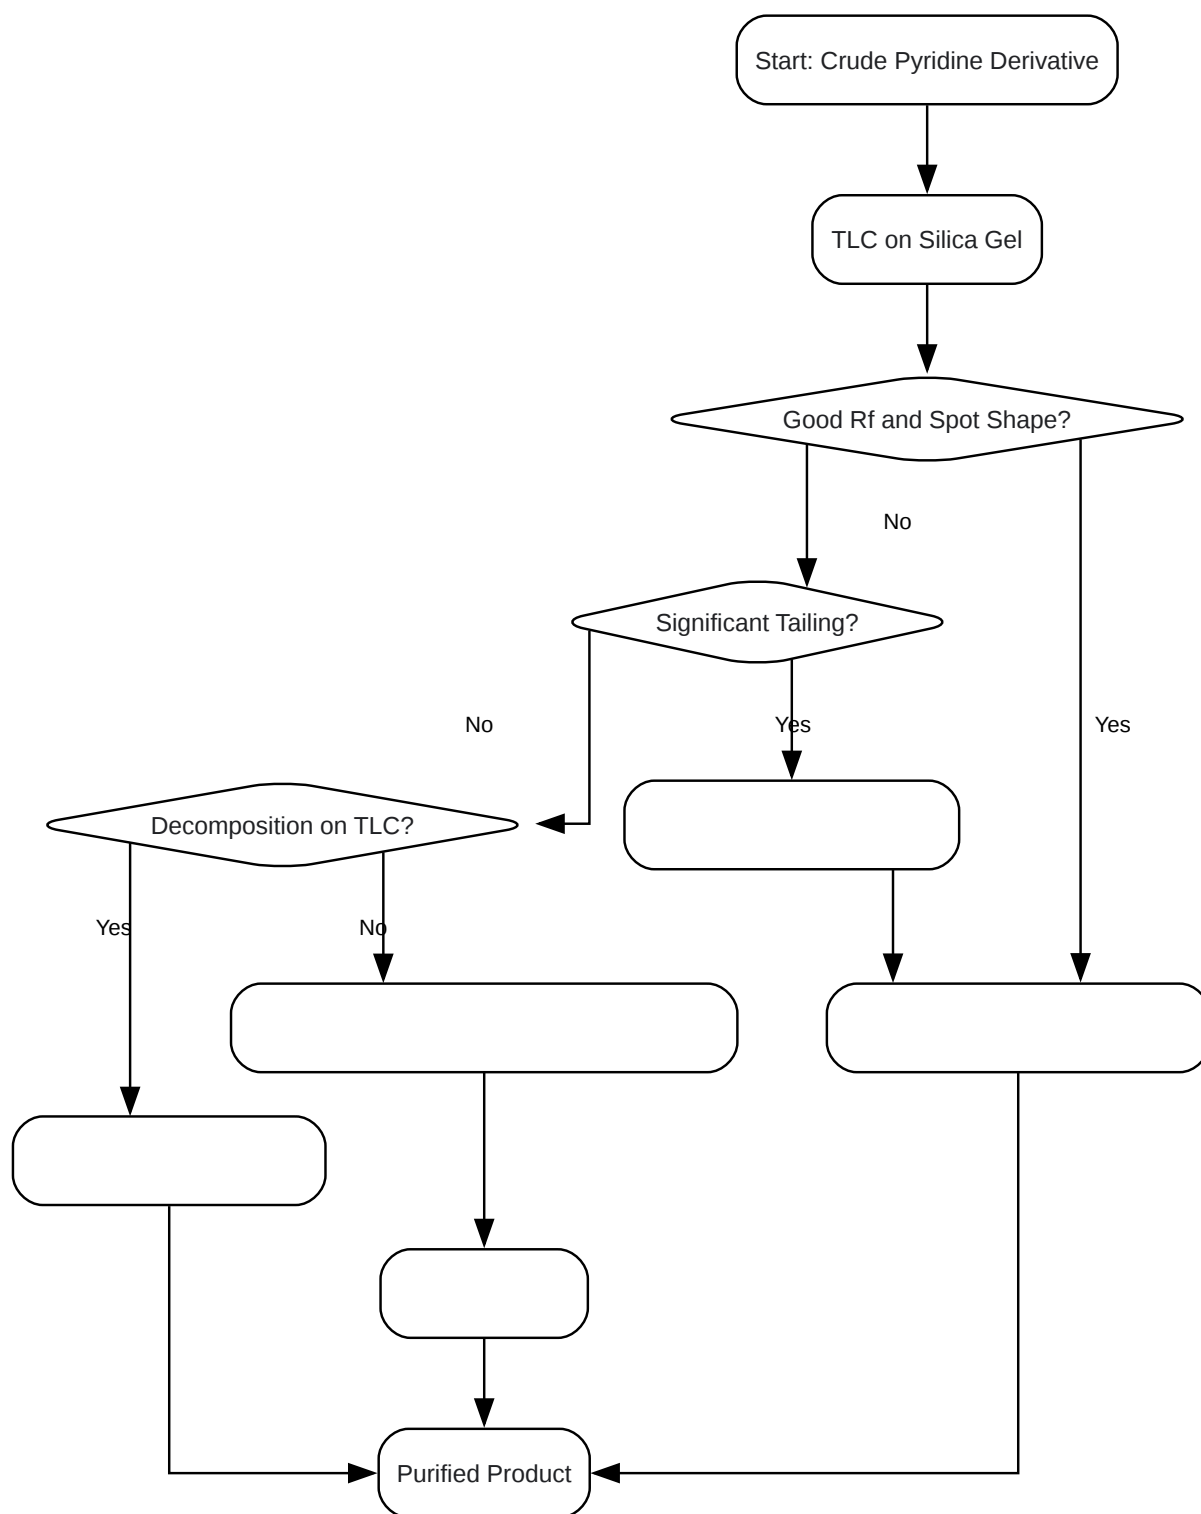 Start: Crude Pyridine Derivative
TLC on Silica Gel
Good Rf and Spot Shape?
No
Significant Tailing?
No
Yes
Yes
Decomposition on TLC?
Yes
No
Purified Product